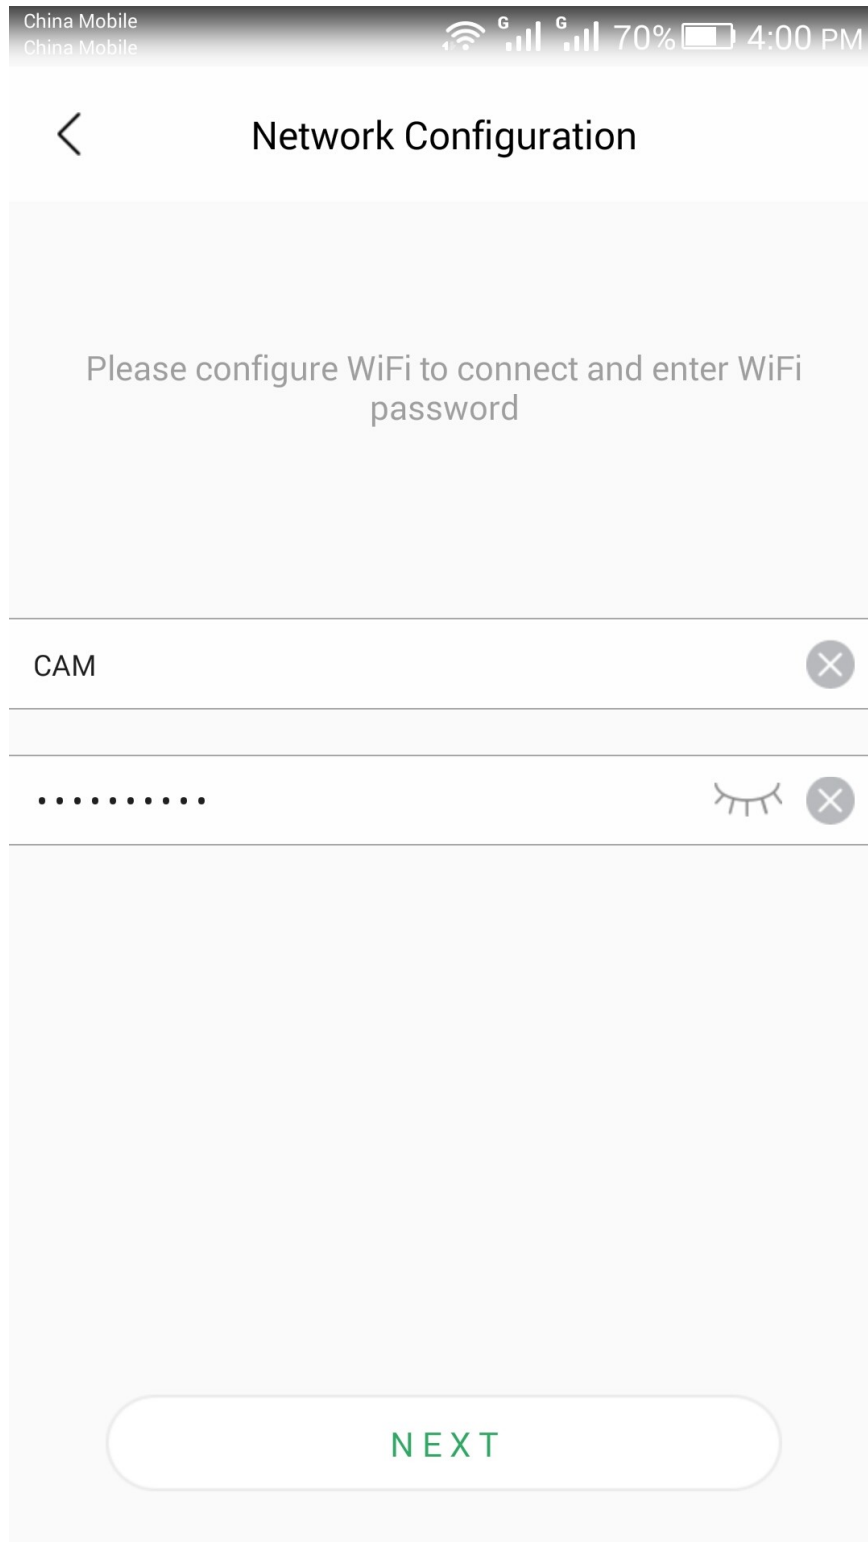 China Mobile
China Mobile
G G 70% 4:00 PM
Network Configuration
Please configure WiFi to connect and enter WiFi
password
CAM
••••••••••
NEXT